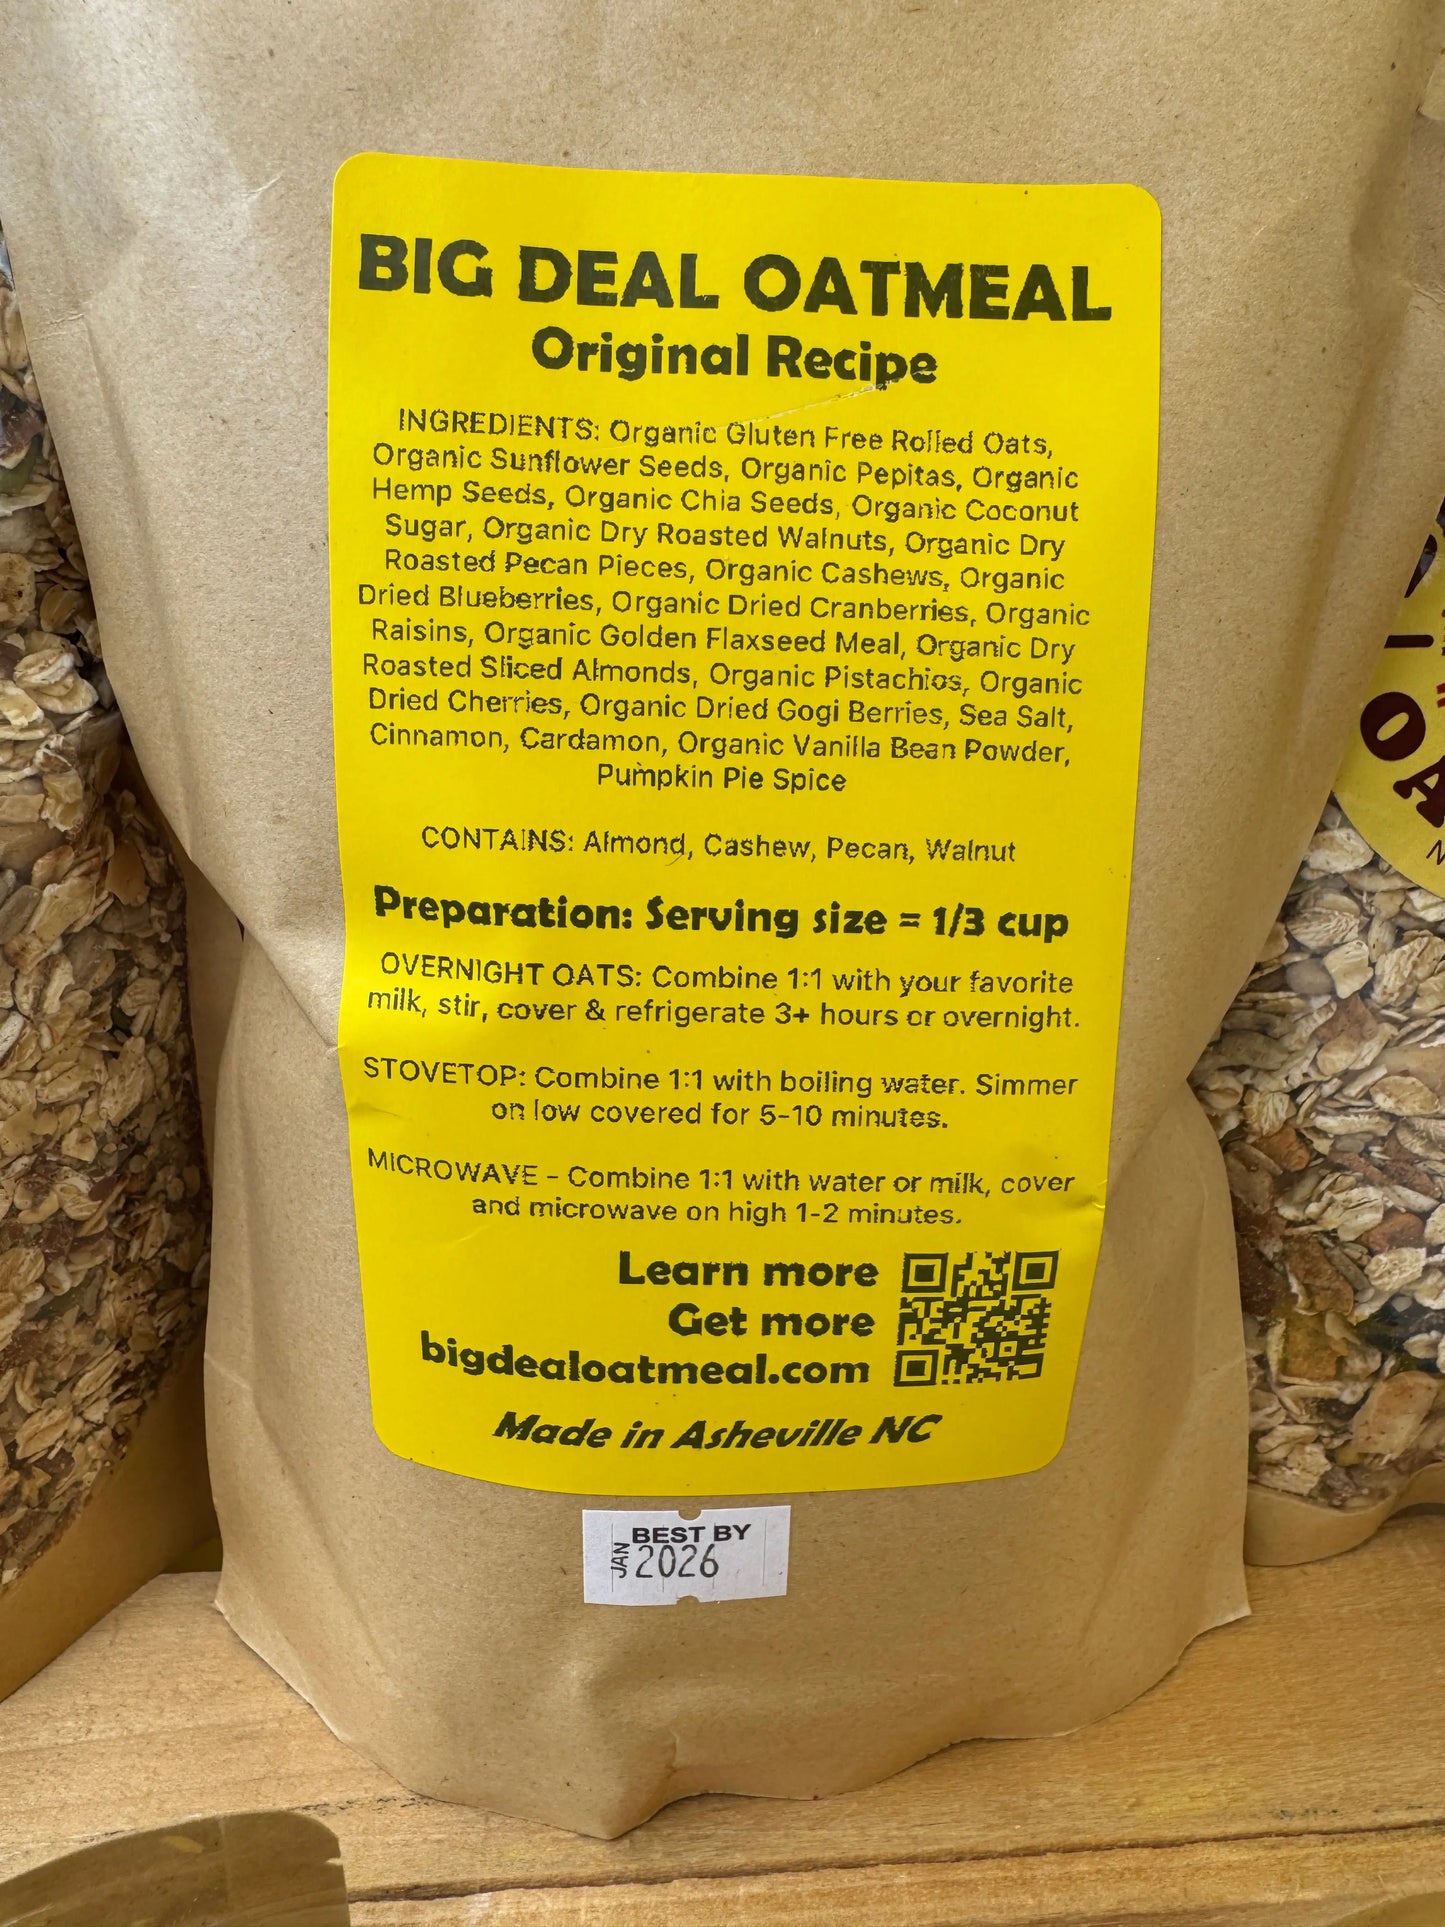 BIG DEAL OATMEAL
Original Recipe
INGREDIENTS: Organic Gluten Free Rolled Oats,
Organic Sunflower Seeds, Organic Pepitas, Organic
Hemp Seeds, Organic Chia Seeds, Organic Coconut
Sugar, Organic Dry Roasted Walnuts, Organic Dry
Roasted Pecan Pieces, Organic Cashews, Organic
Dried Blueberries, Organic Dried Cranberries, Organic
Raisins, Organic Golden Flaxseed Meal, Organic Dry
Roasted Sliced Almonds, Organic Pistachios, Organic
Dried Cherries, Organic Dried Gogi Berries, Sea Salt,
Cinnamon, Cardamon, Organic Vanilla Bean Powder,
Pumpkin Pie Spice
CONTAINS: Almond, Cashew, Pecan, Walnut
Preparation: Serving size = 1/3 cup
OVERNIGHT OATS: Combine 1:1 with your favorite
milk, stir, cover & refrigerate 3+ hours or overnight.
STOVETOP: Combine 1:1 with boiling water. Simmer
on low covered for 5-10 minutes.
MICROWAVE - Combine 1:1 with water or milk, cover
and microwave on high 1-2 minutes.
Learn more
Get more
bigdealoatmeal.com
Made in Asheville NC
BEST BY
JAN 2026
OA